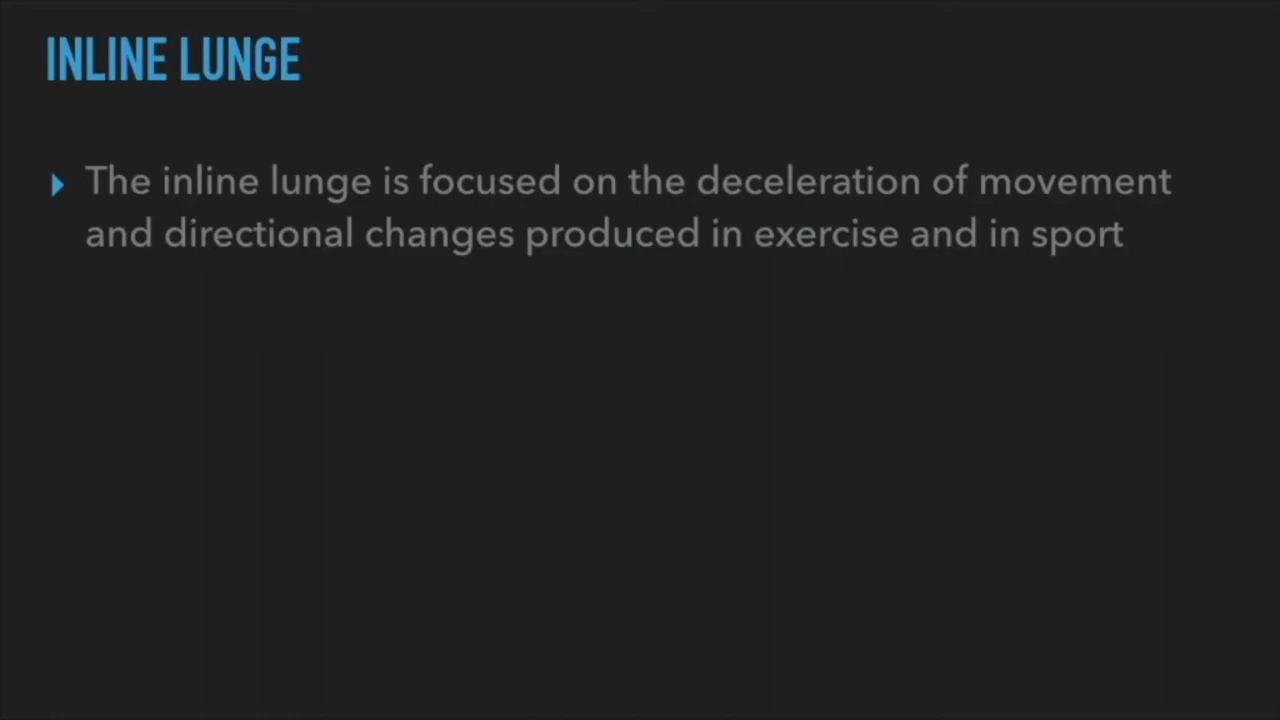 INLINE LUNGE
The inline lunge is focused on the deceleration of movement
and directional changes produced in exercise and in sport